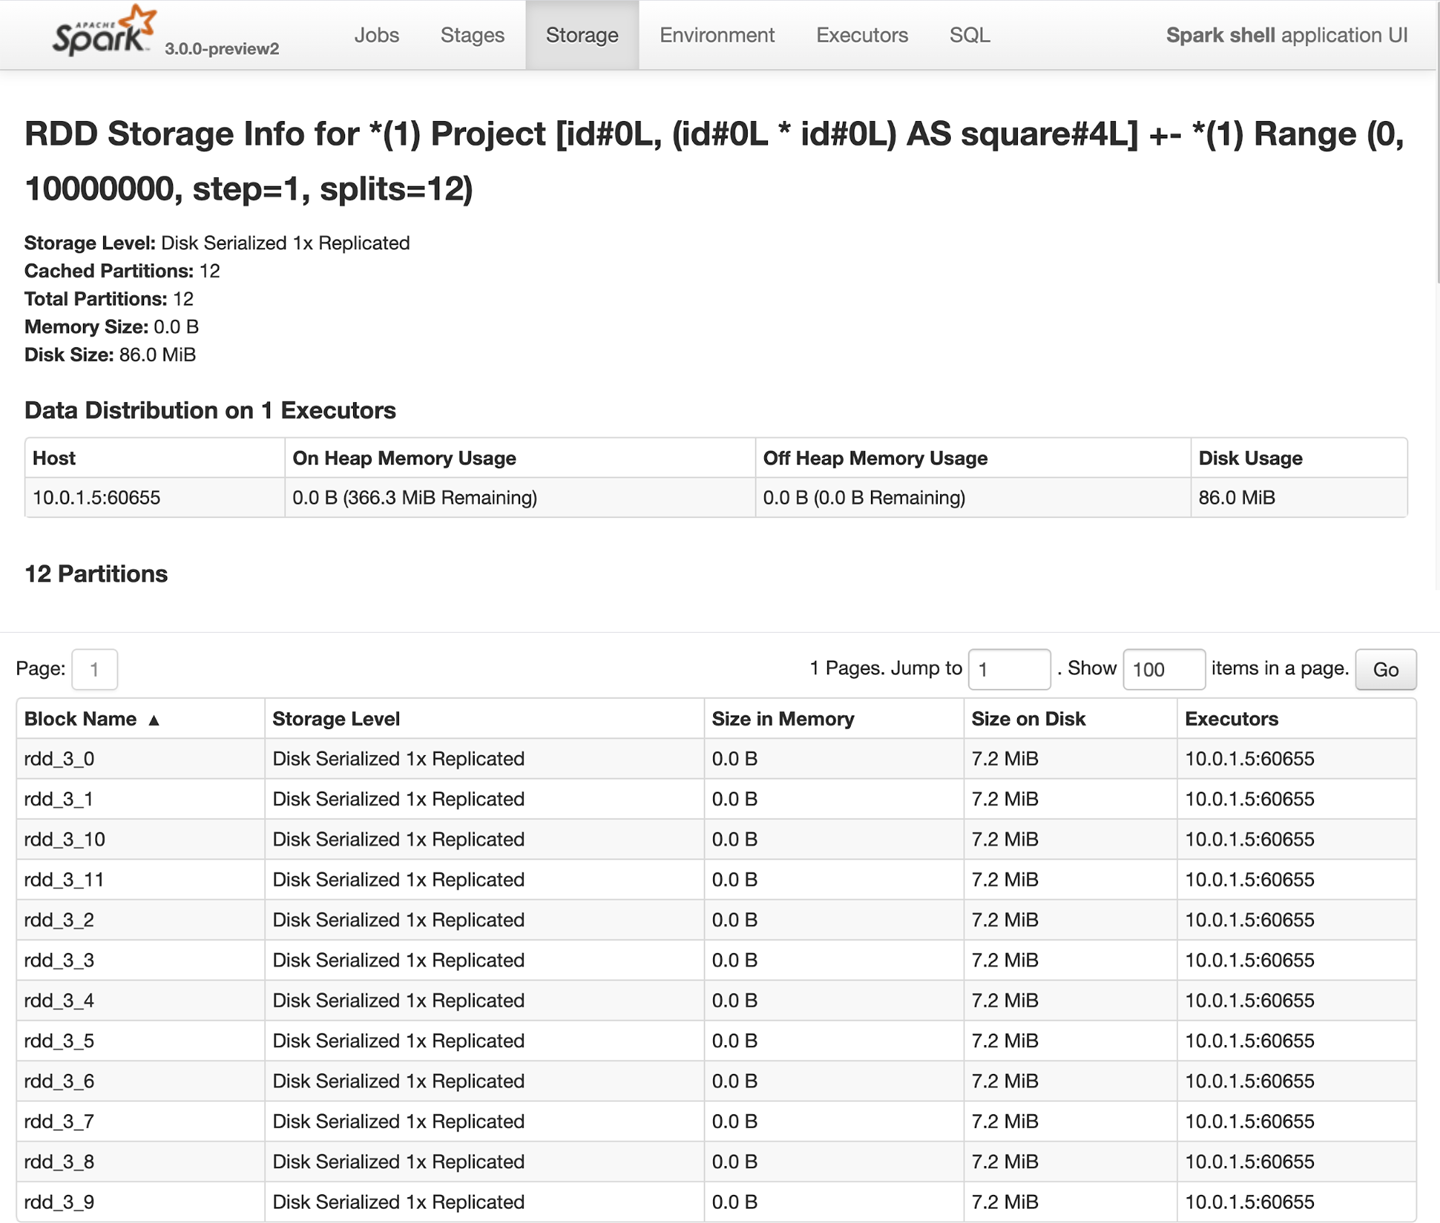 APACHE
Spark 3.0.0-preview2 Jobs Stages Storage Environment Executors SQL Spark shell application UI
RDD Storage Info for *(1) Project [id#0L, (id#0L * id#0L) AS square#4L] +- *(1) Range (0,
10000000, step=1, splits=12)
Storage Level: Disk Serialized 1x Replicated
Cached Partitions: 12
Total Partitions: 12
Memory Size: 0.0 B
Disk Size: 86.0 MiB
Data Distribution on 1 Executors
Host On Heap Memory Usage Off Heap Memory Usage Disk Usage
10.0.1.5:60655 0.0 B (366.3 MiB Remaining) 0.0 B (0.0 B Remaining) 86.0 MiB
12 Partitions
Page: 1 1 Pages. Jump to 1 . Show 100 items in a page. Go
Block Name ▲ Storage Level Size in Memory Size on Disk Executors
rdd_3_0 Disk Serialized 1x Replicated 0.0 B 7.2 MiB 10.0.1.5:60655
rdd_3_1 Disk Serialized 1x Replicated 0.0 B 7.2 MiB 10.0.1.5:60655
rdd_3_10 Disk Serialized 1x Replicated 0.0 B 7.2 MiB 10.0.1.5:60655
rdd_3_11 Disk Serialized 1x Replicated 0.0 B 7.2 MiB 10.0.1.5:60655
rdd_3_2 Disk Serialized 1x Replicated 0.0 B 7.2 MiB 10.0.1.5:60655
rdd_3_3 Disk Serialized 1x Replicated 0.0 B 7.2 MiB 10.0.1.5:60655
rdd_3_4 Disk Serialized 1x Replicated 0.0 B 7.2 MiB 10.0.1.5:60655
rdd_3_5 Disk Serialized 1x Replicated 0.0 B 7.2 MiB 10.0.1.5:60655
rdd_3_6 Disk Serialized 1x Replicated 0.0 B 7.2 MiB 10.0.1.5:60655
rdd_3_7 Disk Serialized 1x Replicated 0.0 B 7.2 MiB 10.0.1.5:60655
rdd_3_8 Disk Serialized 1x Replicated 0.0 B 7.2 MiB 10.0.1.5:60655
rdd_3_9 Disk Serialized 1x Replicated 0.0 B 7.2 MiB 10.0.1.5:60655